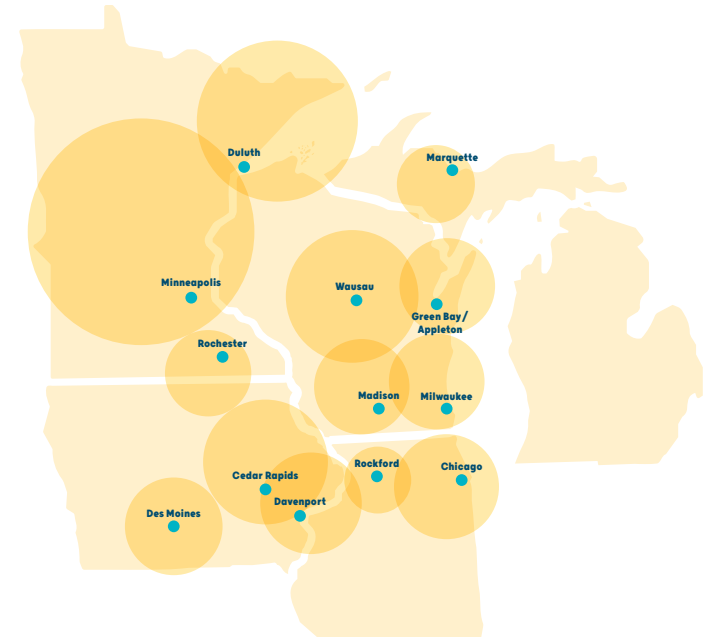 Duluth
Marquette
Minneapolis
Wausau
Green Bay/
Appleton
Rochester
Madison
Milwaukee
Rockford
Chicago
Cedar Rapids
Davenport
Des Moines